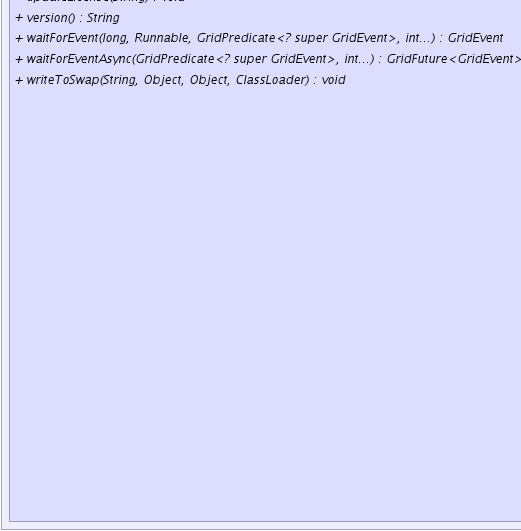 + version() : String
+ waitForEvent(long, Runnable, GridPredicate<? super GridEvent>, int...) : GridEvent
+ waitForEventAsync(GridPredicate<? super GridEvent>, int...) : GridFuture<GridEvent>
+ writeToSwap(String, Object, Object, ClassLoader) : void